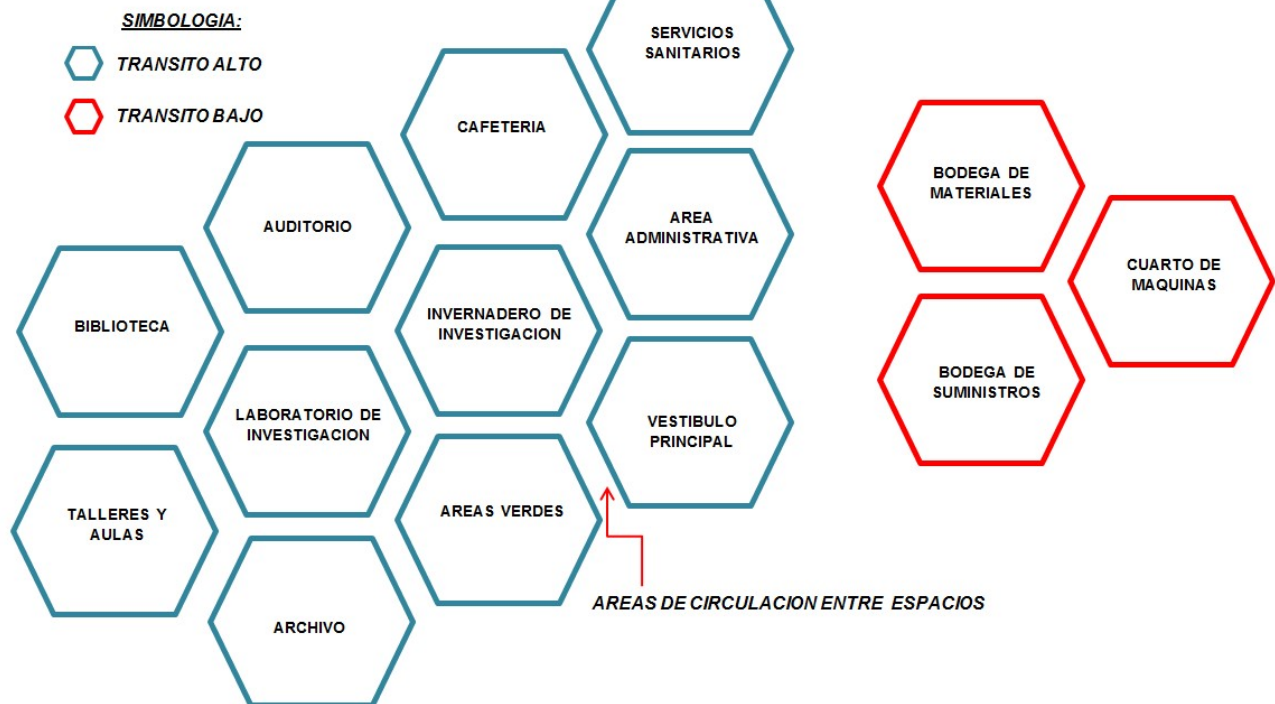 SIMBOLOGIA:
TRANSITO ALTO
TRANSITO BAJO
SERVICIOS
SANITARIOS
CAFETERIA
AUDITORIO
AREA
ADMINISTRATIVA
BIBLIOTECA
INVERNADERO DE
INVESTIGACION
LABORATORIO DE
INVESTIGACION
VESTIBULO
PRINCIPAL
TALLERES Y
AULAS
AREAS VERDES
ARCHIVO
AREAS DE CIRCULACION ENTRE ESPACIOS
BODEGA DE
MATERIALES
CUARTO DE
MAQUINAS
BODEGA DE
SUMINISTROS